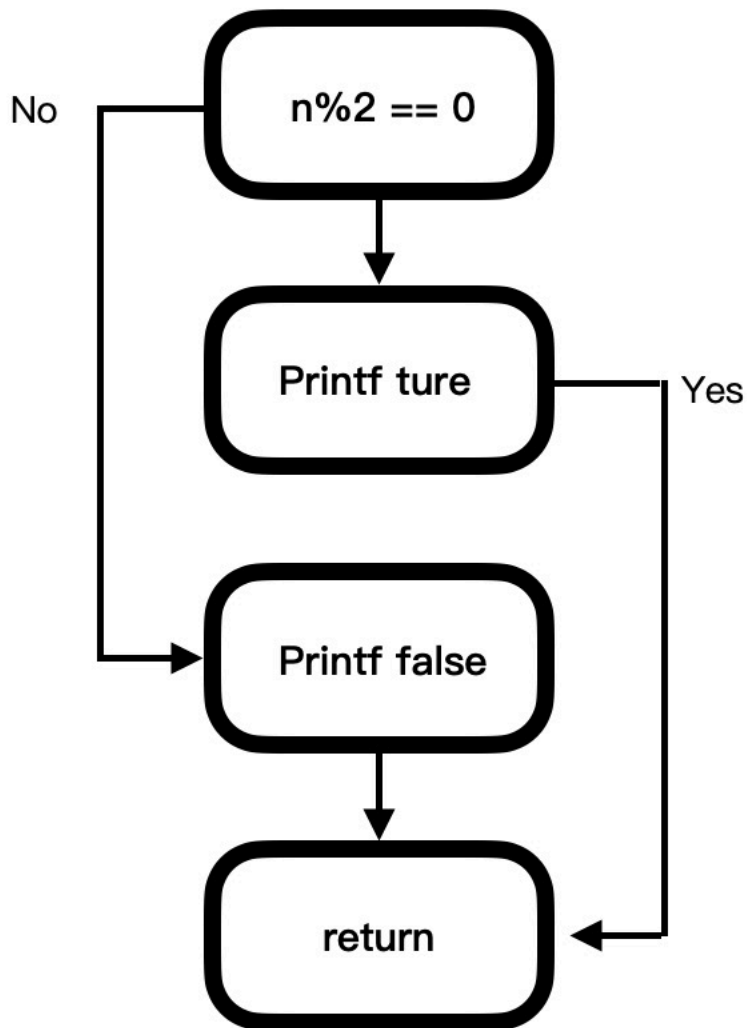 No
n%2 == 0
Printf ture
Yes
Printf false
return